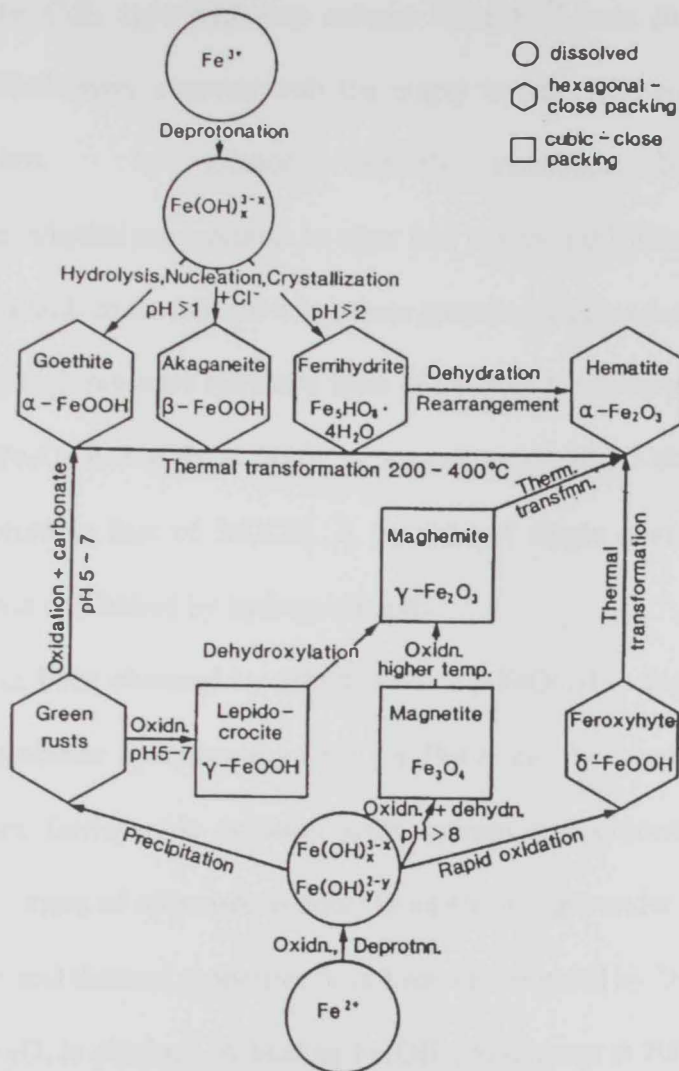 Fe³⁺
dissolved
hexagonal-
close packing
cubic-close
packing
Deprotonation
Fe(OH)ₓ³⁻ˣ
Hydrolysis,Nucleation,Crystallization
pH≳1
+Cl⁻
pH≳2
Goethite
α-FeOOH
Akaganeite
β-FeOOH
Ferrihydrite
Fe₅HO₈·
4H₂O
Dehydration
Rearrangement
Hematite
α-Fe₂O₃
Thermal transformation 200-400°C
Therm.
transfmn.
Oxidation + carbonate
pH 5-7
Maghemite
γ-Fe₂O₃
Thermal
transformation
Dehydroxylation
Oxidn.
higher temp.
Green
rusts
Oxidn.
pH5-7
Lepido-
crocite
γ-FeOOH
Magnetite
Fe₃O₄
Feroxyhyte
δ'-FeOOH
Oxidn. + dehydn.
pH>8
Precipitation
Fe(OH)ₓ³⁻ˣ
Fe(OH)ᵧ²⁻ʸ
Rapid oxidation
Oxidn., Deprotnn.
Fe²⁺